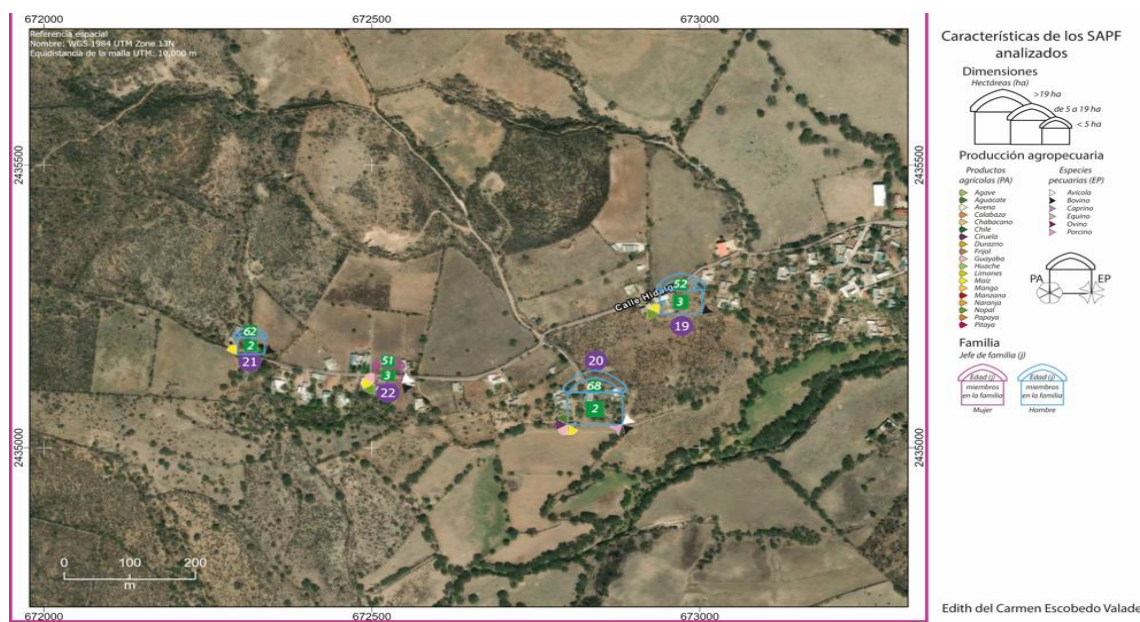 672000
672500
673000
Referencia espacial
Nombre: WGS 1984 UTM Zone 13N
Equidistancia de la malla UTM: 10,000 m
2435500
2435500
2435000
2435000
Calle Hidalgo
52
3
19
62
2
21
51
3
22
20
68
2
0
100
200
m
672000
672500
673000
Características de los SAPF
analizados
Dimensiones
Hectáreas (ha)
>19 ha
de 5 a 19 ha
< 5 ha
Producción agropecuaria
Productos
agrícolas (PA)
Agave
Aguacate
Avena
Calabaza
Chabacano
Chile
Ciruela
Durazno
Frijol
Guayaba
Huache
Limones
Maíz
Mango
Manzana
Naranja
Nopal
Papaya
Pitaya
Especies
pecuarias (EP)
Avícola
Bovino
Caprino
Equino
Ovino
Porcino
PA
EP
Familia
Jefe de familia (j)
Edad (j)
miembros
en la familia
Mujer
Edad (j)
miembros
en la familia
Hombre
Edith del Carmen Escobedo Valade